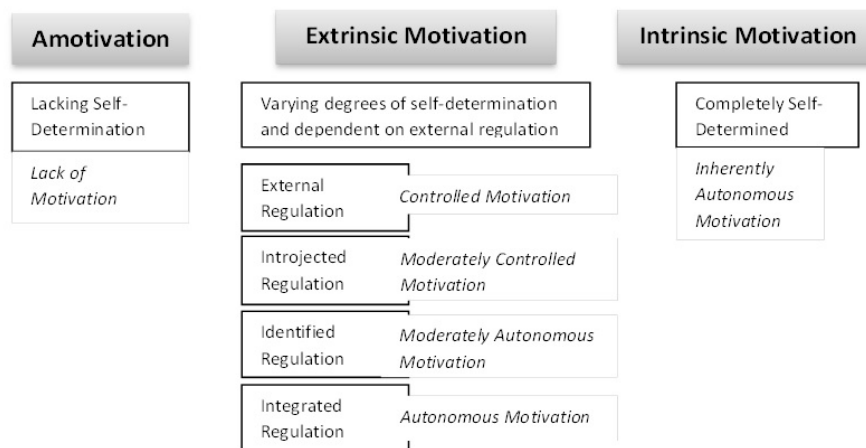 Amotivation
Extrinsic Motivation
Intrinsic Motivation
Lacking Self-
Determination
Varying degrees of self-determination
and dependent on external regulation
Completely Self-
Determined
Lack of
Motivation
Inherently
Autonomous
Motivation
External
Regulation
Controlled Motivation
Introjected
Regulation
Moderately Controlled
Motivation
Identified
Regulation
Moderately Autonomous
Motivation
Integrated
Regulation
Autonomous Motivation